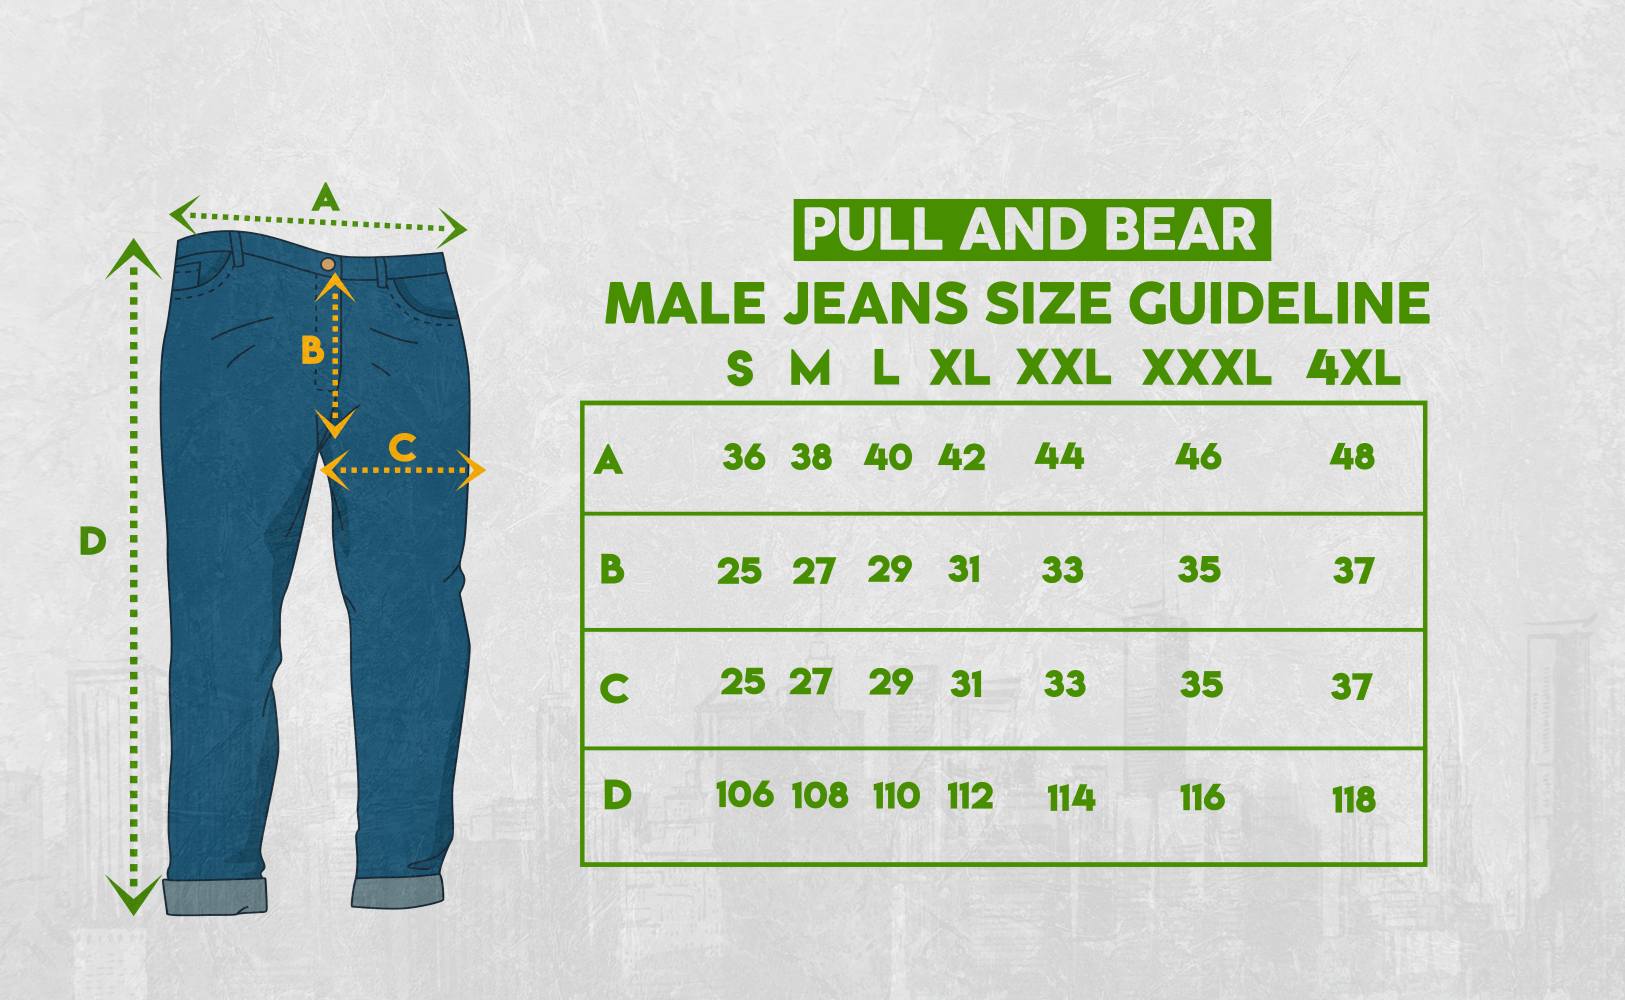 PULL AND BEAR
MALE JEANS SIZE GUIDELINE
S M L XL XXL XXXL 4XL
A 36 38 40 42 44 46 48
B 25 27 29 31 33 35 37
C 25 27 29 31 33 35 37
D 106 108 110 112 114 116 118
A
B
C
D